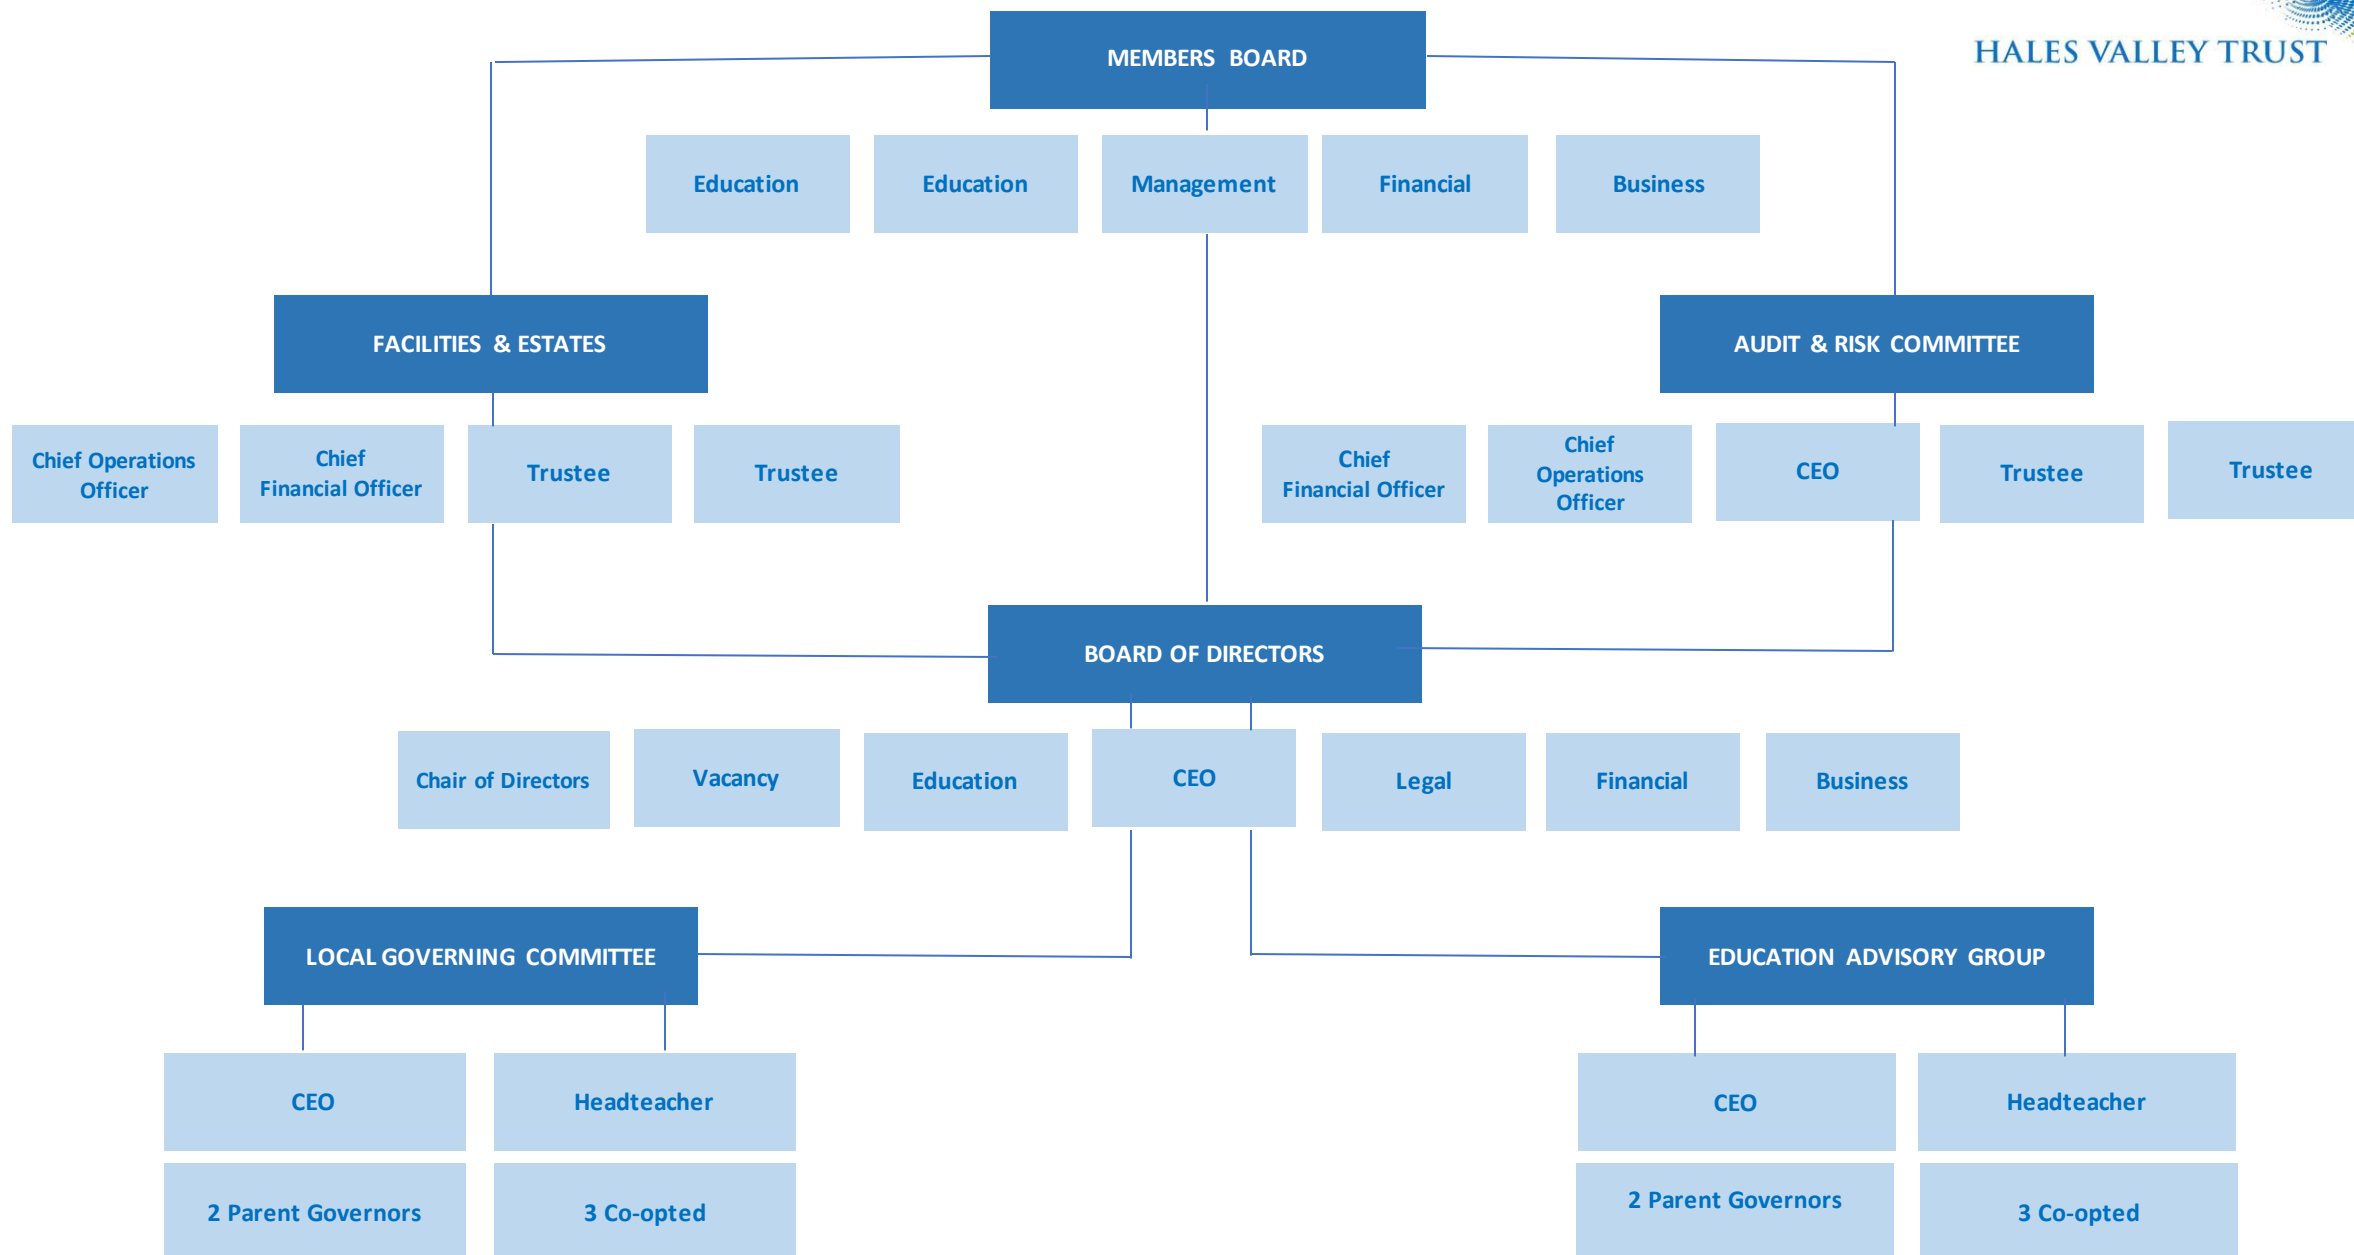 HALES VALLEY TRUST
MEMBERS BOARD
Education
Education
Management
Financial
Business
FACILITIES & ESTATES
AUDIT & RISK COMMITTEE
Chief Operations
Officer
Chief
Financial Officer
Trustee
Trustee
Chief
Financial Officer
Chief
Operations
Officer
CEO
Trustee
Trustee
BOARD OF DIRECTORS
Chair of Directors
Vacancy
Education
CEO
Legal
Financial
Business
LOCAL GOVERNING COMMITTEE
EDUCATION ADVISORY GROUP
CEO
Headteacher
CEO
Headteacher
2 Parent Governors
3 Co-opted
2 Parent Governors
3 Co-opted